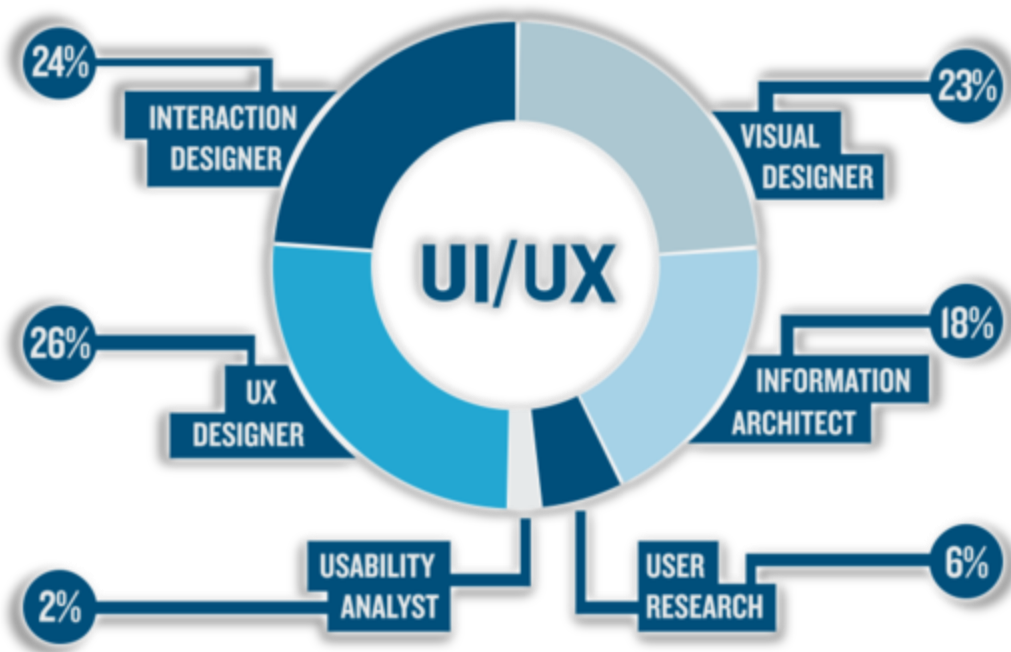 24%
INTERACTION
DESIGNER
23%
VISUAL
DESIGNER
UI/UX
26%
UX
DESIGNER
18%
INFORMATION
ARCHITECT
2%
USABILITY
ANALYST
6%
USER
RESEARCH